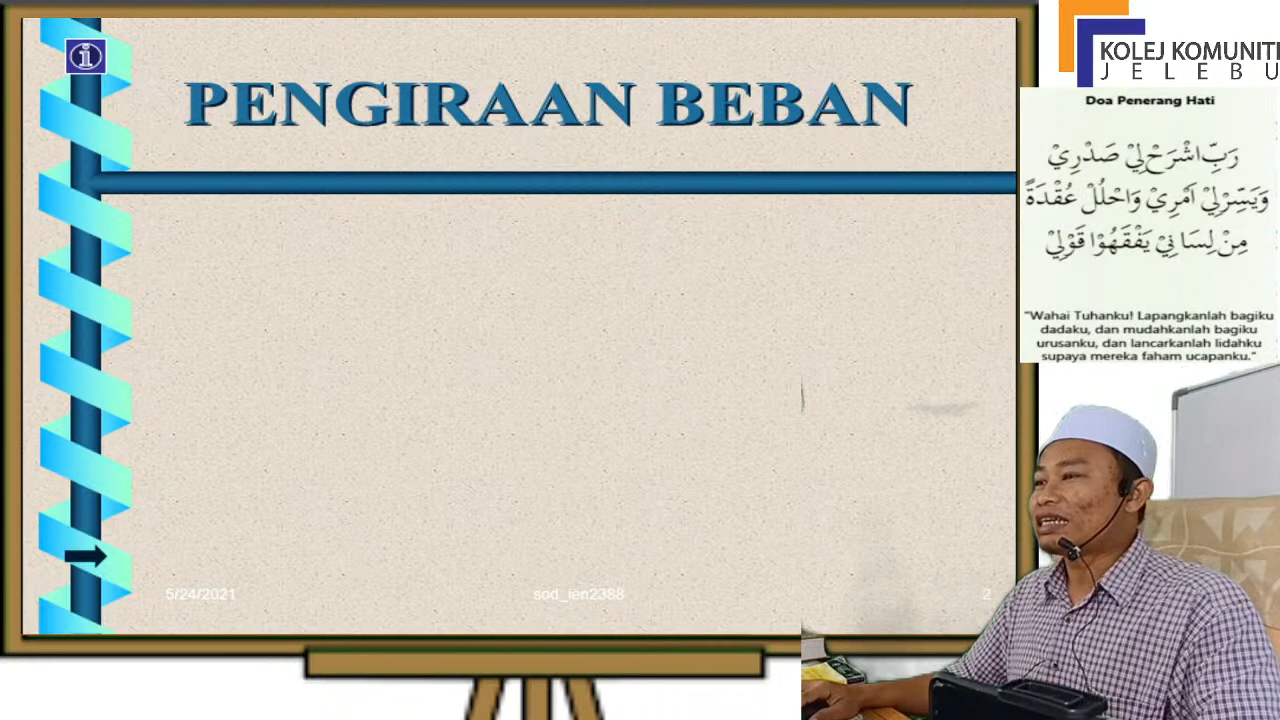 PENGIRAAN BEBAN
5/24/2021
sod_ien2388
2
KOLEJ KOMUNITI
JELEBU
Doa Penerang Hati
رَبِّ اشْرَحْ لِيْ صَدْرِيْ
وَيَسِّرْلِيْ اَمْرِيْ وَاحْلُلْ عُقْدَةً
مِنْ لِسَانِيْ يَفْقَهُوْا قَوْلِيْ
"Wahai Tuhanku! Lapangkanlah bagiku
dadaku, dan mudahkanlah bagiku
urusanku, dan lancarkanlah lidahku
supaya mereka faham ucapanku."